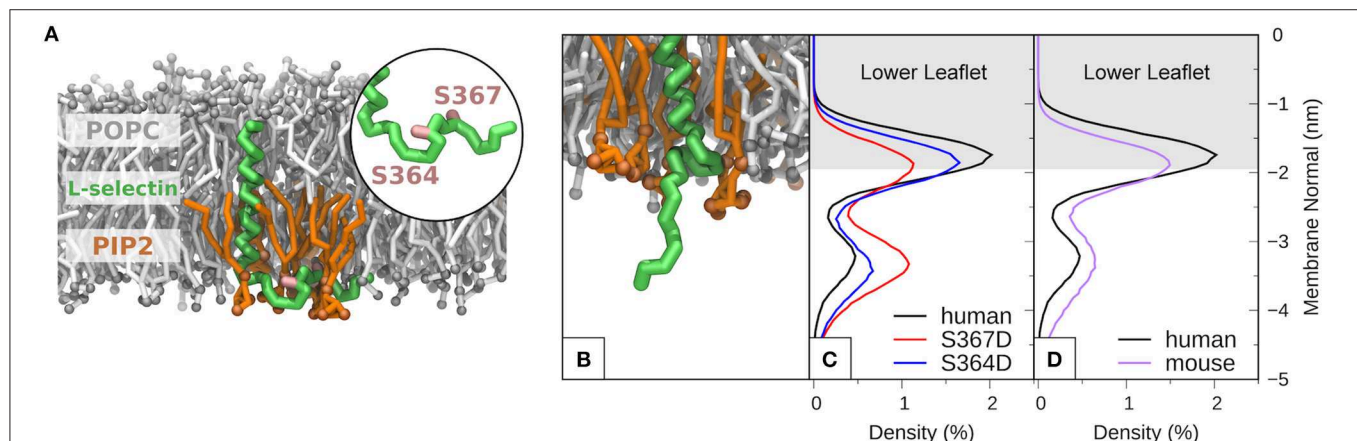 A
POPC
L-selectin
PIP2
S367
S364
B
Lower Leaflet
human
S367D
S364D
C
0
1
2
Density (%)
Lower Leaflet
human
mouse
D
0
1
2
Density (%)
0
−1
−2
−3
−4
−5
Membrane Normal (nm)